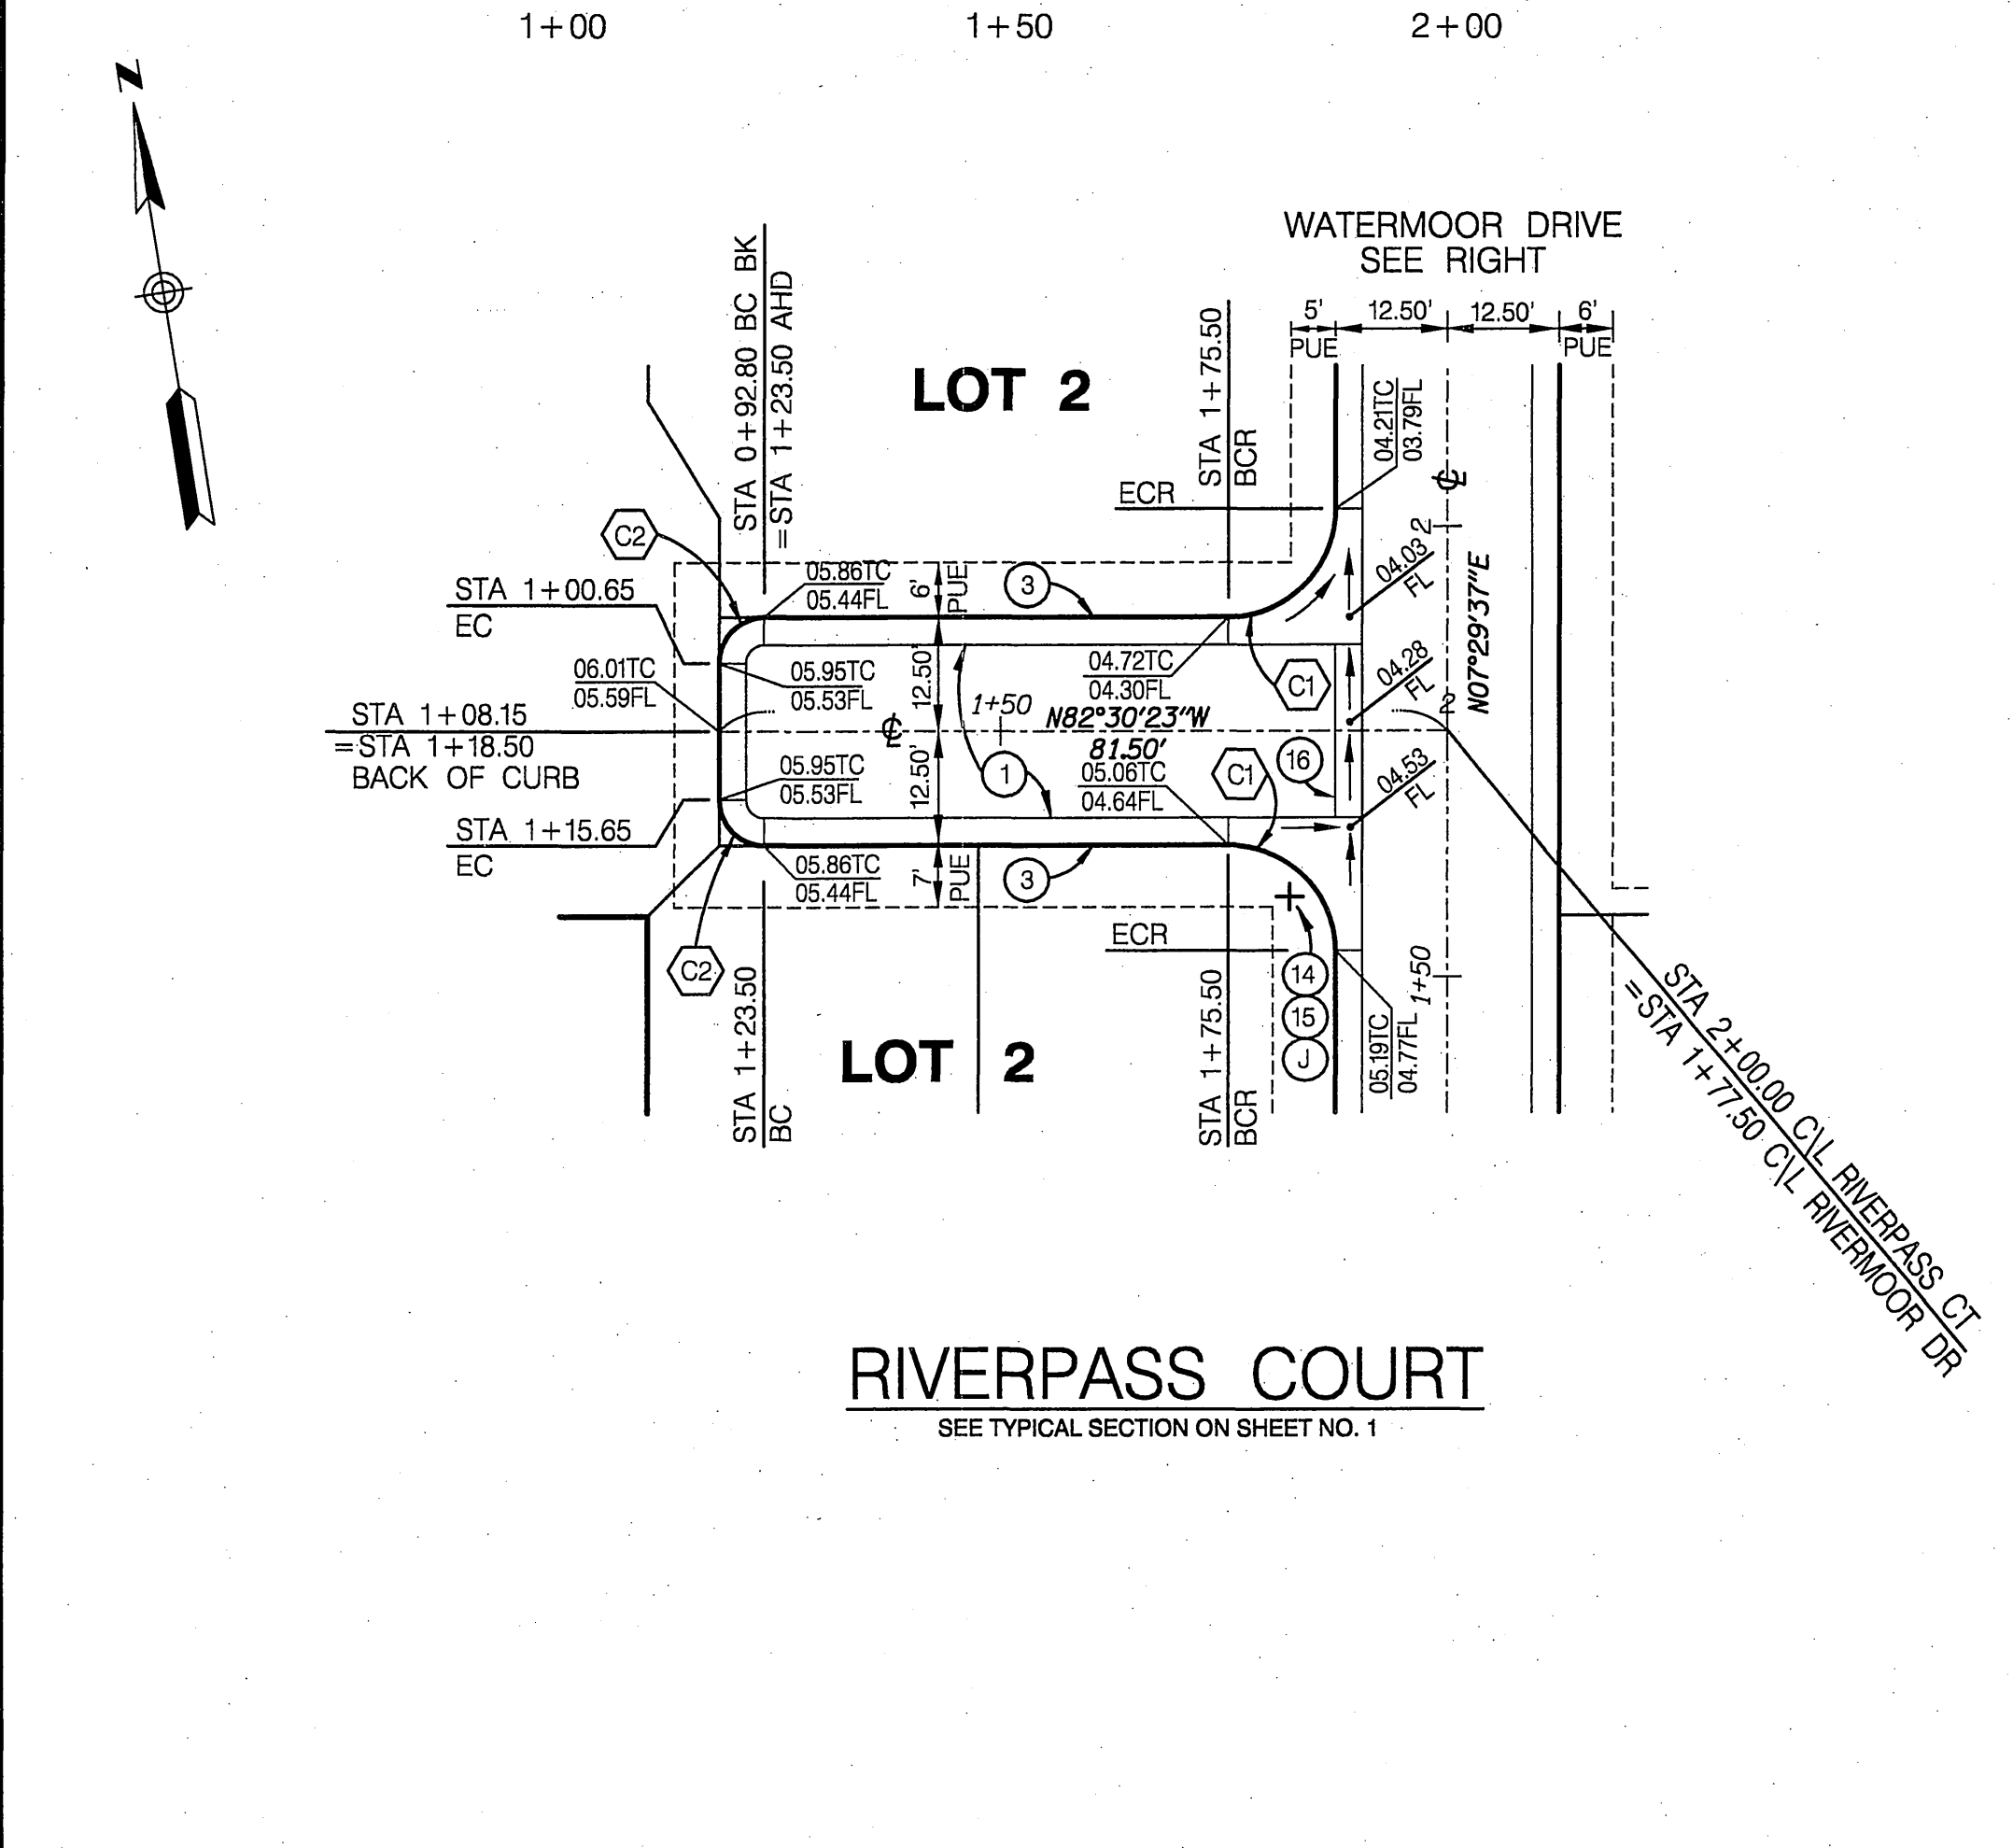 1+00 1+50 2+00
N
WATERMOOR DRIVE
SEE RIGHT
5' 12.50' 12.50' 6'
PUE PUE
STA 0+92.80 BC BK
=STA 1+23.50 AHD
LOT 2
STA 1+75.50
BCR
04.21TC
03.79FL
ECR
C2
℄
2
N07°29'37"E
04.03
FL
STA 1+00.65
EC
05.86TC
05.44FL
6'
PUE
3
06.01TC
05.59FL
05.95TC
05.53FL
12.50'
04.72TC
04.30FL
C1
04.28
FL
STA 1+08.15
=STA 1+18.50
BACK OF CURB
℄
1+50
N82°30'23"W
81.50'
2
05.95TC
05.53FL
12.50'
1
05.06TC
04.64FL
C1
16
04.53
FL
STA 1+15.65
EC
05.86TC
05.44FL
7'
PUE
3
C2
ECR
14
15
J
1+50
STA 1+23.50
BC
LOT 2
STA 1+75.50
BCR
05.19TC
04.77FL
STA 2+00.00 C\L RIVERPASS CT
=STA 1+77.50 C\L RIVERMOOR DR
RIVERPASS COURT
SEE TYPICAL SECTION ON SHEET NO. 1